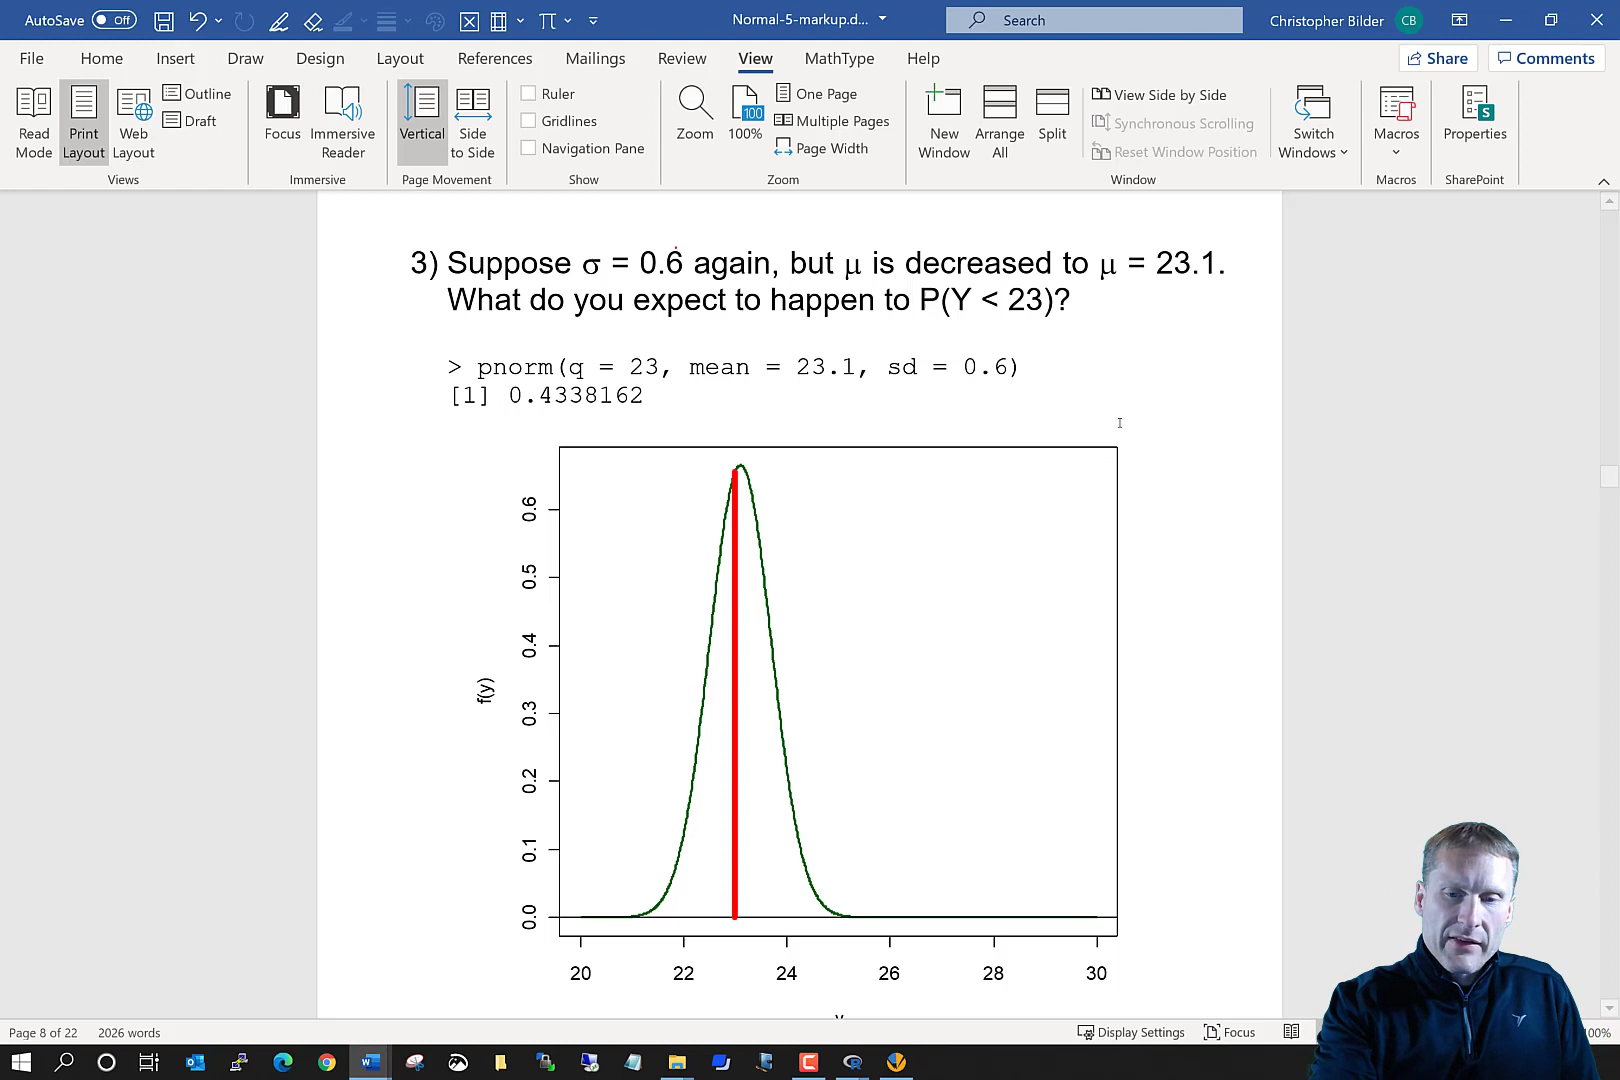 AutoSave Off
Normal-5-markup.d...
Search
Christopher Bilder CB
File Home Insert Draw Design Layout References Mailings Review View MathType Help
Share Comments
Read Mode
Print Layout
Web Layout
Outline
Draft
Views
Focus
Immersive Reader
Immersive
Vertical
Side to Side
Page Movement
Ruler
Gridlines
Navigation Pane
Show
Zoom
100
100%
One Page
Multiple Pages
Page Width
Zoom
New Window
Arrange All
Split
View Side by Side
Synchronous Scrolling
Reset Window Position
Switch Windows
Window
Macros
Macros
S
Properties
SharePoint
3) Suppose σ = 0.6 again, but μ is decreased to μ = 23.1.
What do you expect to happen to P(Y < 23)?
> pnorm(q = 23, mean = 23.1, sd = 0.6)
[1] 0.4338162
f(y)
0.6
0.5
0.4
0.3
0.2
0.1
0.0
20 22 24 26 28 30
Page 8 of 22 2026 words
Display Settings Focus
100%